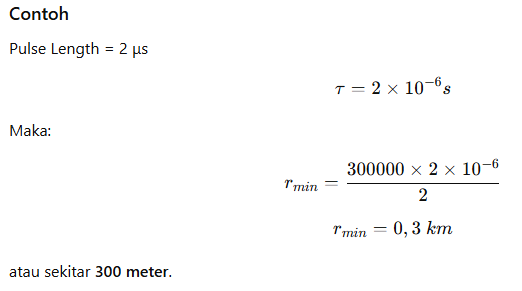 Contoh
Pulse Length = 2 μs
τ = 2 × 10⁻⁶ s
Maka:
r_min = (300000 × 2 × 10⁻⁶) / 2
r_min = 0,3 km
atau sekitar 300 meter.